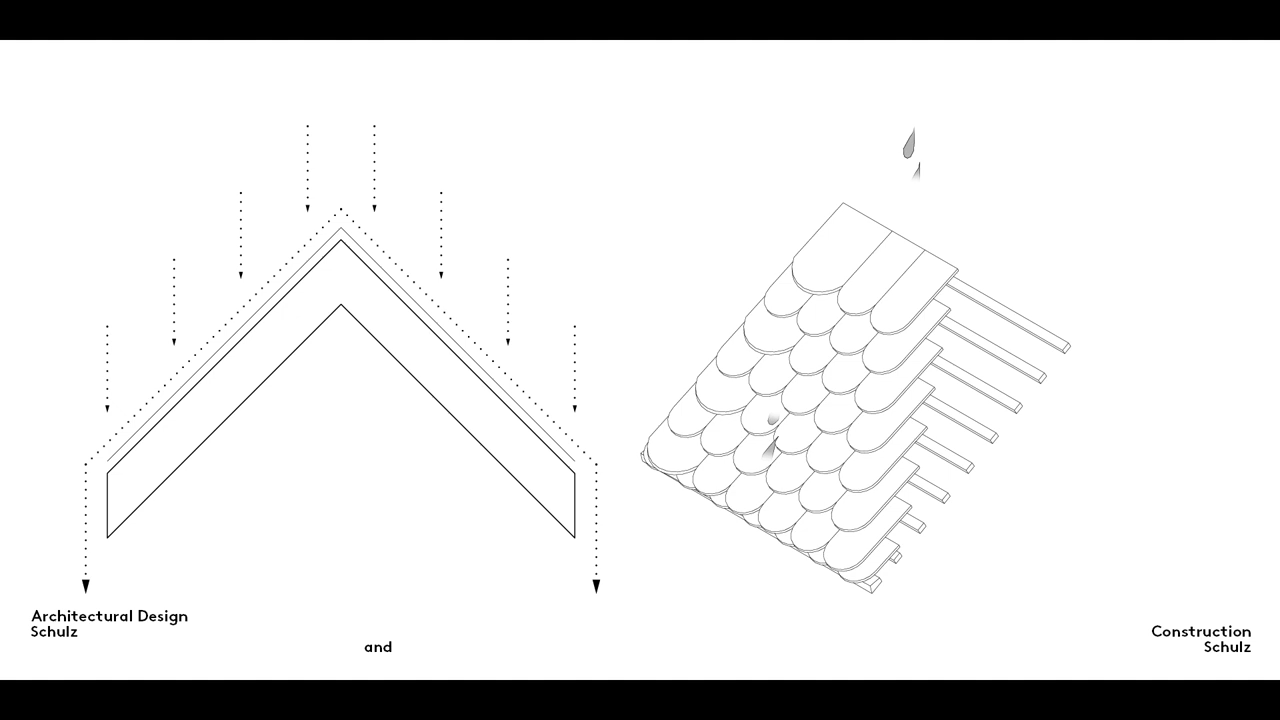 Architectural Design
Schulz
and
Construction
Schulz